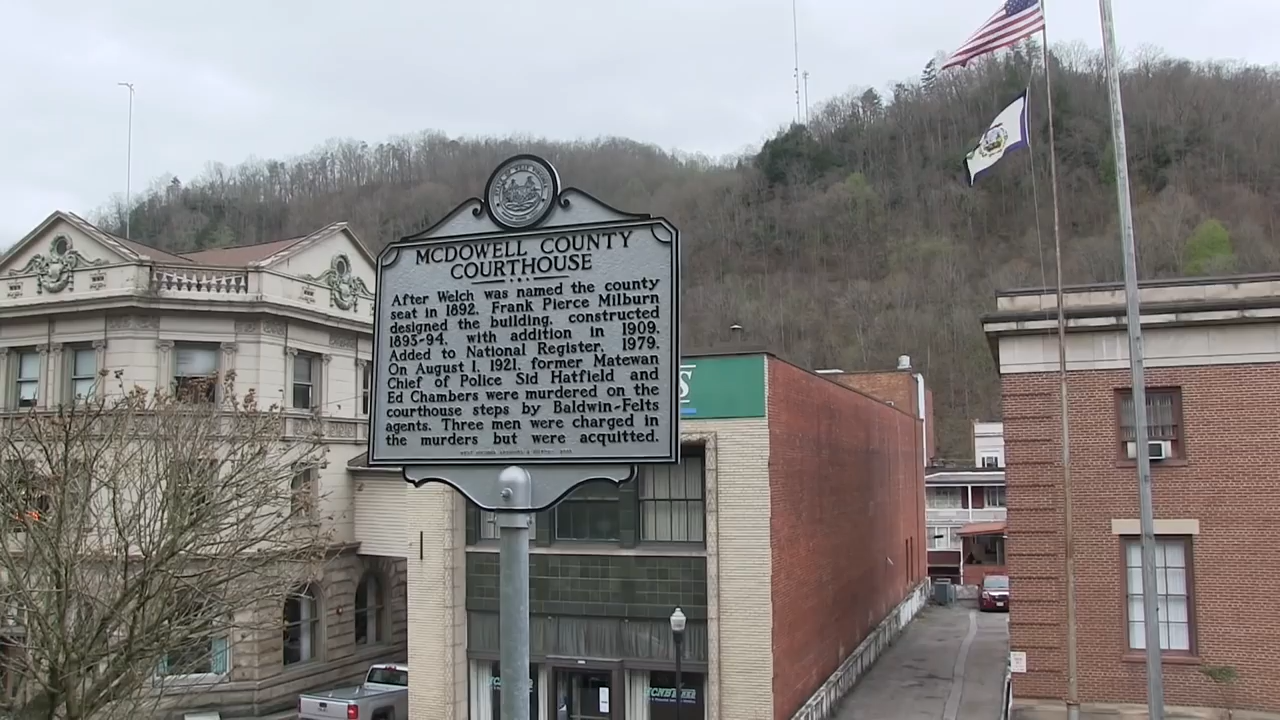 MCDOWELL COUNTY
COURTHOUSE
After Welch was named the county
seat in 1892, Frank Pierce Milburn
designed the building, constructed
1893-94, with addition in 1909.
Added to National Register, 1979.
On August 1, 1921, former Matewan
Chief of Police Sid Hatfield and
Ed Chambers were murdered on the
courthouse steps by Baldwin-Felts
agents. Three men were charged in
the murders but were acquitted.
S